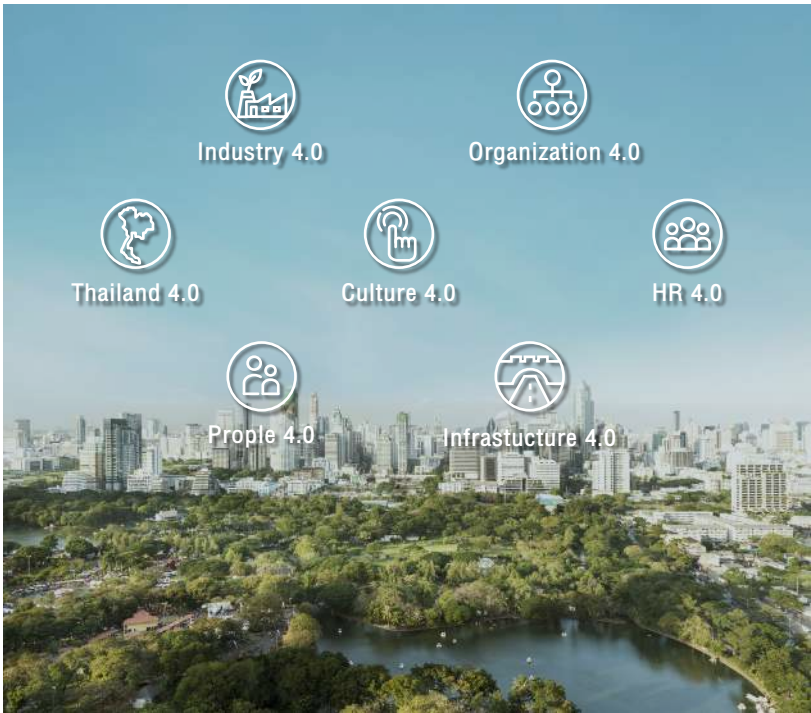 Industry 4.0
Organization 4.0
Thailand 4.0
Culture 4.0
HR 4.0
Prople 4.0
Infrastucture 4.0